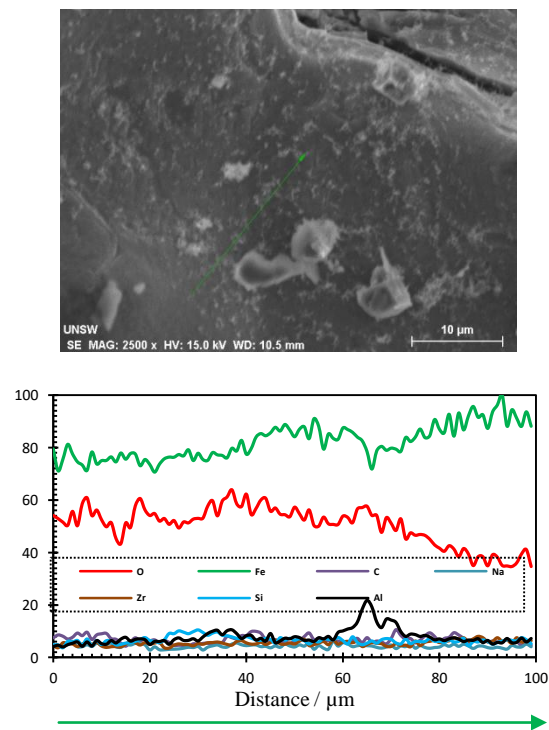 UNSW
10 µm
SE MAG: 2500 x HV: 15.0 kV WD: 10.5 mm
100
80
60
40
20
0
O Fe C Na
Zr Si Al
0 20 40 60 80 100
Distance / µm